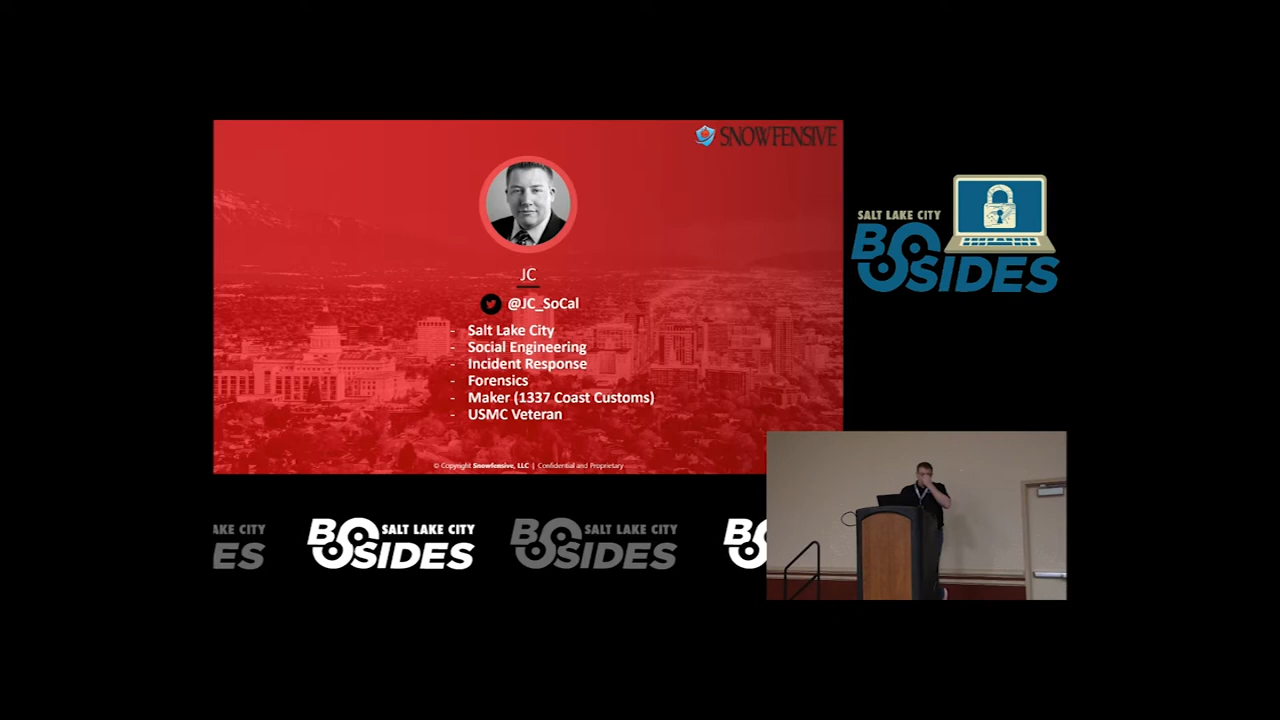 SNOWFENSIVE
JC
@JC_SoCal
- Salt Lake City
- Social Engineering
- Incident Response
- Forensics
- Maker (1337 Coast Customs)
- USMC Veteran
© Copyright Snowfensive, LLC | Confidential and Proprietary
SALT LAKE CITY
BSIDES
AKE CITY
ES
SALT LAKE CITY
BSIDES
SALT LAKE CITY
BSIDES
BS